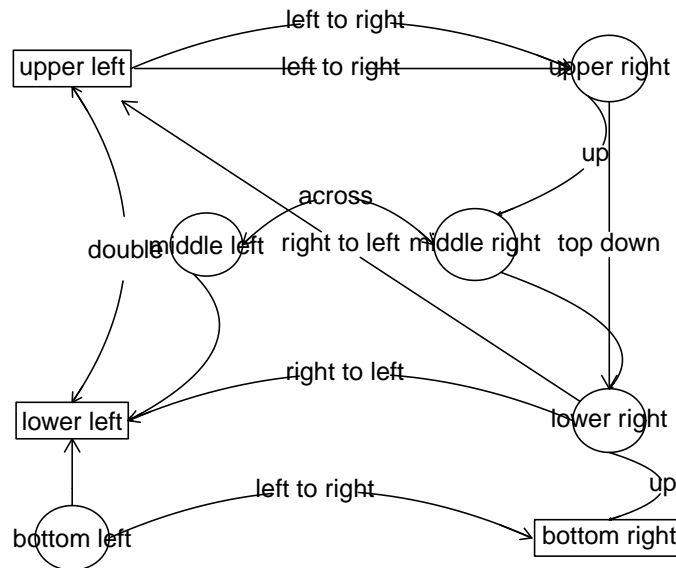 left to right
upper left
left to right
upper right
up
across
double
middle left
right to left
middle right
top down
right to left
lower left
lower right
left to right
up
bottom left
bottom right